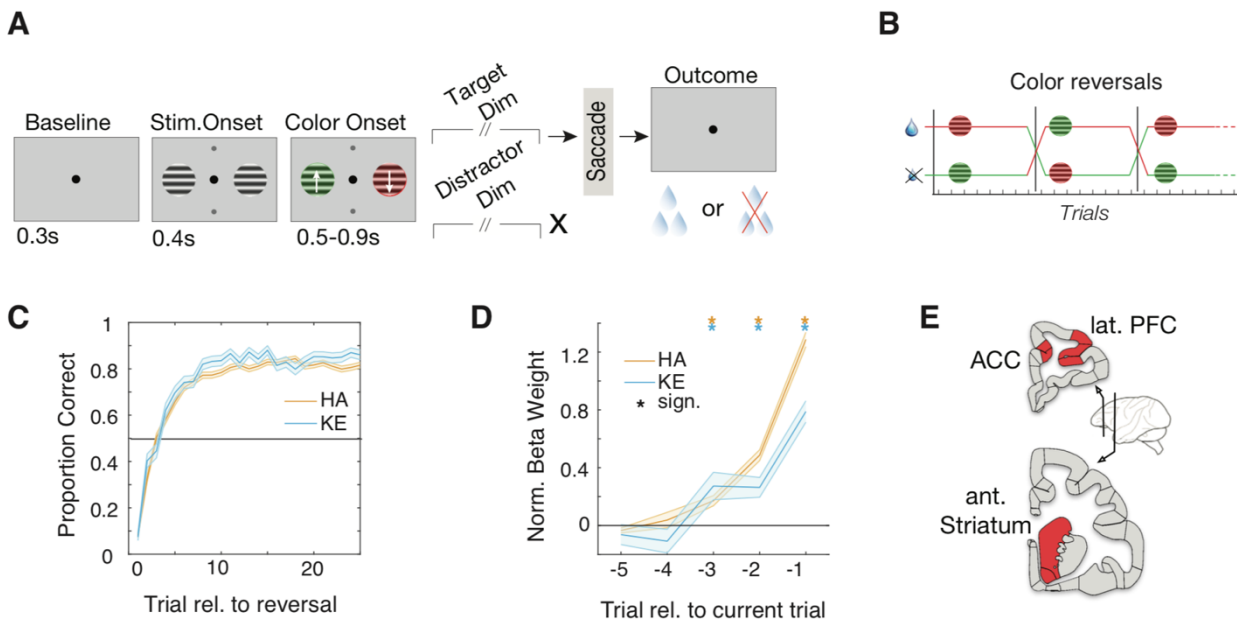 A
Baseline
0.3s
Stim.Onset
0.4s
Color Onset
0.5-0.9s
Target
Dim
Distractor
Dim
X
Saccade
Outcome
or
B
Color reversals
Trials
C
Proportion Correct
1
0.8
0.6
0.4
0.2
0
0
10
20
HA
KE
Trial rel. to reversal
D
Norm. Beta Weight
1.2
0.8
0.4
0
-5
-4
-3
-2
-1
HA
KE
* sign.
* * *
* * *
Trial rel. to current trial
E
lat. PFC
ACC
ant.
Striatum